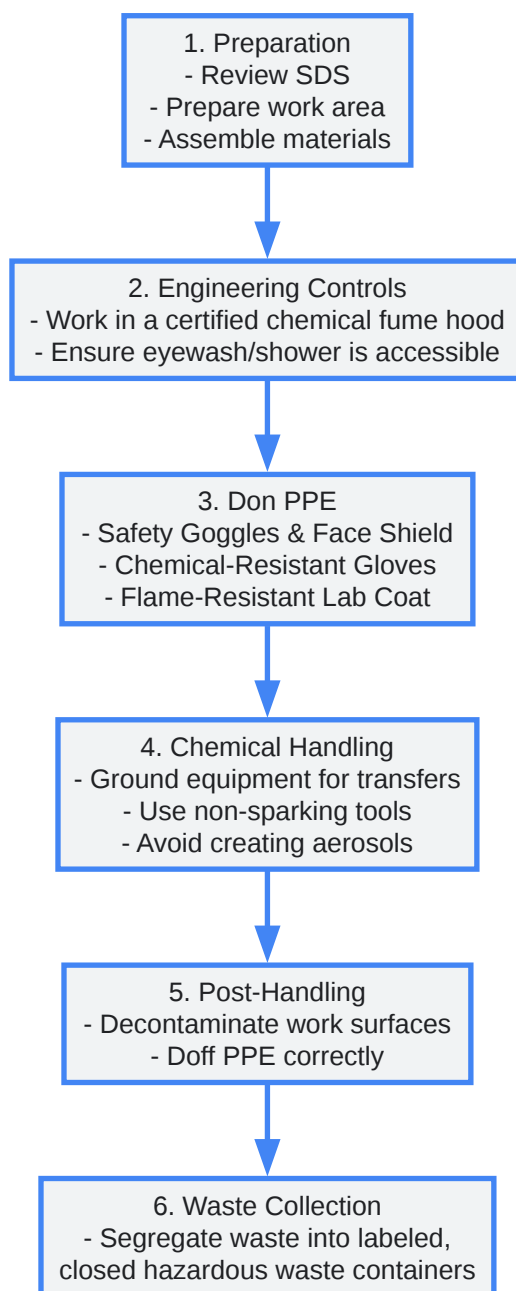 1. Preparation
- Review SDS
- Prepare work area
- Assemble materials
2. Engineering Controls
- Work in a certified chemical fume hood
- Ensure eyewash/shower is accessible
3. Don PPE
- Safety Goggles & Face Shield
- Chemical-Resistant Gloves
- Flame-Resistant Lab Coat
4. Chemical Handling
- Ground equipment for transfers
- Use non-sparking tools
- Avoid creating aerosols
5. Post-Handling
- Decontaminate work surfaces
- Doff PPE correctly
6. Waste Collection
- Segregate waste into labeled,
closed hazardous waste containers